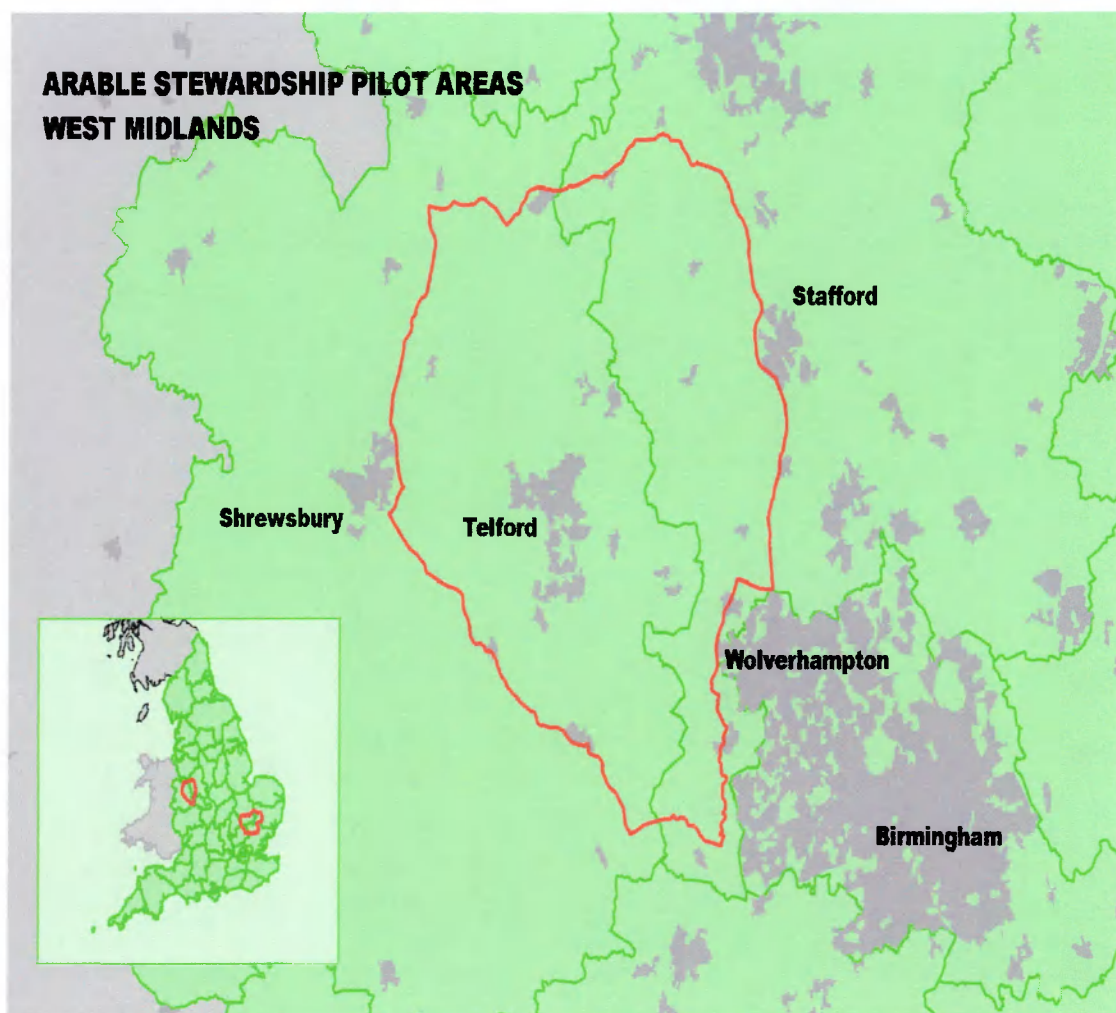 ARABLE STEWARDSHIP PILOT AREAS
WEST MIDLANDS
Stafford
Shrewsbury
Telford
Wolverhampton
Birmingham